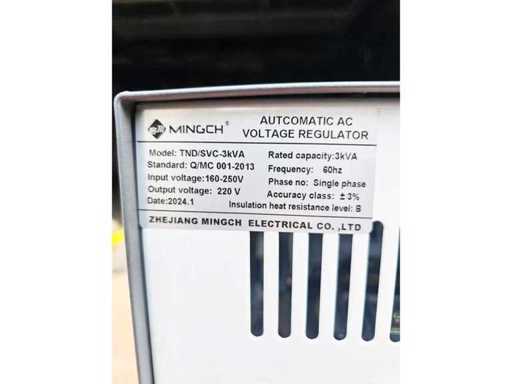 MINGCH®
AUTCOMATIC AC
VOLTAGE REGULATOR
Model: TND/SVC-3kVA
Rated capacity:3kVA
Standard: Q/MC 001-2013
Frequency: 60hz
Input voltage:160-250V
Phase no: Single phase
Output voltage: 220 V
Accuracy class: ±3%
Date:2024.1
Insulation heat resistance level: B
ZHEJIANG MINGCH ELECTRICAL CO.,LTD